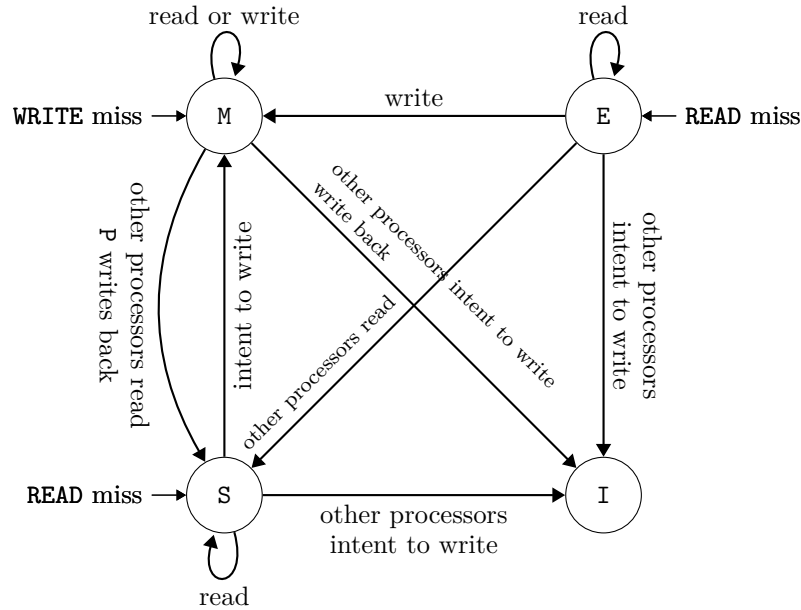 read or write
read
WRITE miss
M
write
E
READ miss
other processors read
P writes back
intent to write
other processors intent to write
write back
other processors read
other processors
intent to write
READ miss
S
I
other processors
intent to write
read